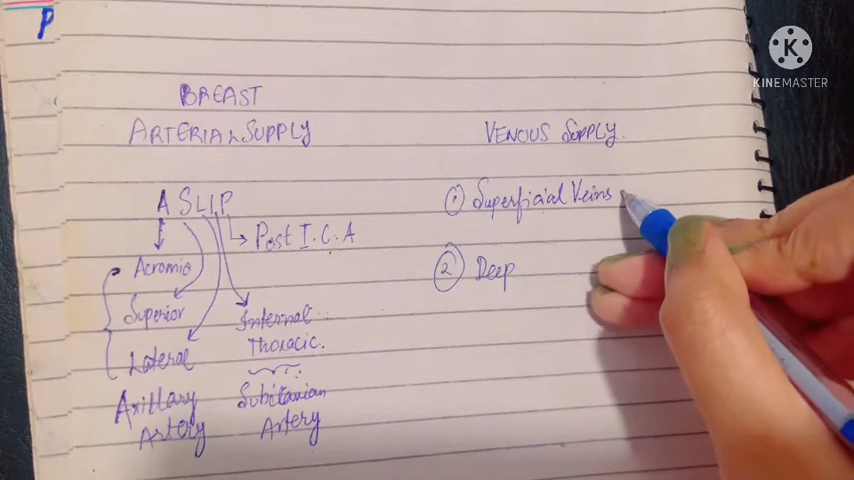 P
K
KINEMASTER
BREAST
ARTERIAL SUPPLY
A S L I P
Post I.C.A
Acromio
Superior
Lateral
Axillary
Artery
Internal
Thoracic.
Subclavian
Artery
VENOUS SUPPLY.
① Superficial Veins
② Deep